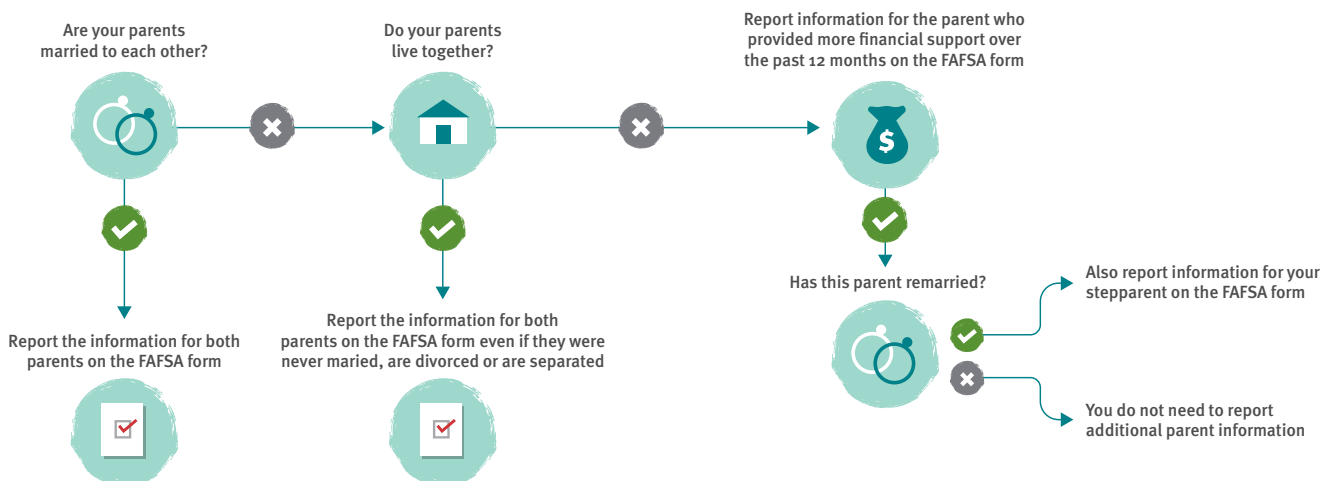 Are your parents
married to each other?
Do your parents
live together?
Report information for the parent who
provided more financial support over
the past 12 months on the FAFSA form
$
Report the information for both
parents on the FAFSA form
Report the information for both
parents on the FAFSA form even if they were
never maried, are divorced or are separated
Has this parent remarried?
Also report information for your
stepparent on the FAFSA form
You do not need to report
additional parent information